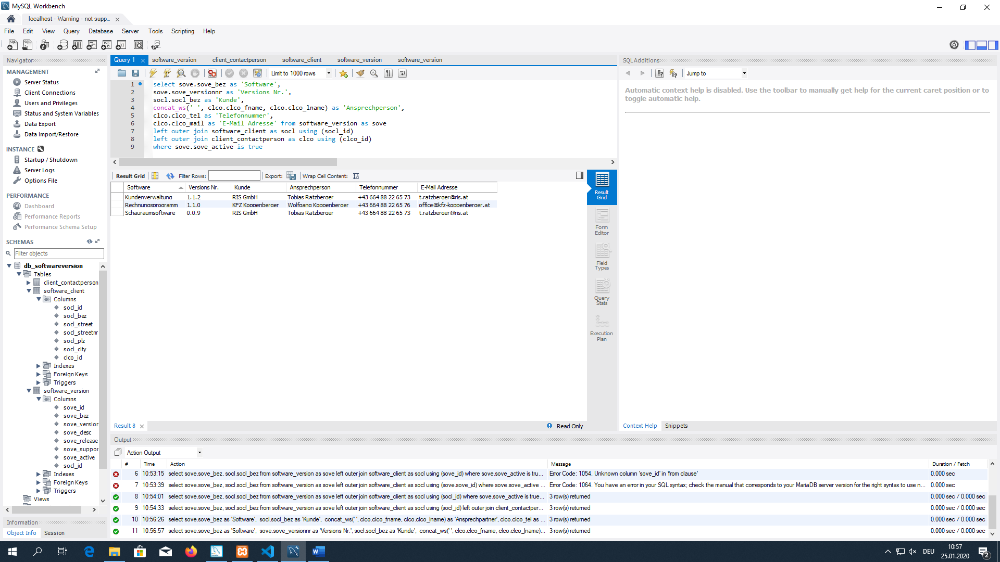 MySQL Workbench
localhost - Warning - not supp...
File Edit View Query Database Server Tools Scripting Help
Navigator
MANAGEMENT
Server Status
Client Connections
Users and Privileges
Status and System Variables
Data Export
Data Import/Restore
INSTANCE
Startup / Shutdown
Server Logs
Options File
PERFORMANCE
Dashboard
Performance Reports
Performance Schema Setup
SCHEMAS
Filter objects
db_softwareversion
Tables
client_contactperson
software_client
Columns
socl_id
socl_bez
socl_street
socl_streetnr
socl_plz
socl_city
clco_id
Indexes
Foreign Keys
Triggers
software_version
Columns
sove_id
sove_bez
sove_version
sove_desc
sove_release
sove_suppor
sove_active
socl_id
Indexes
Foreign Keys
Triggers
Views
Information
Object Info Session
Query 1 software_version client_contactperson software_client software_version software_version
Limit to 1000 rows
1 select sove.sove_bez as 'Software',
2 sove.sove_versionnr as 'Versions Nr.',
3 socl.socl_bez as 'Kunde',
4 concat_ws(' ', clco.clco_fname, clco.clco_lname) as 'Ansprechperson',
5 clco.clco_tel as 'Telefonnummer',
6 clco.clco_mail as 'E-Mail Adresse' from software_version as sove
7 left outer join software_client as socl using (socl_id)
8 left outer join client_contactperson as clco using (clco_id)
9 where sove.sove_active is true
Result Grid Filter Rows: Export: Wrap Cell Content:
Software Versions Nr. Kunde Ansprechperson Telefonnummer E-Mail Adresse
Kundenverwaltung 1.1.2 RIS GmbH Tobias Ratzberger +43 664 88 22 65 73 t.ratzberger@ris.at
Rechnungsprogramm 1.1.0 KFZ Koppenberger Wolfgang Koppenberger +43 664 88 22 65 76 office@kfz-koppenberger.at
Schauraumsoftware 0.0.9 RIS GmbH Tobias Ratzberger +43 664 88 22 65 73 t.ratzberger@ris.at
Result
Grid
Form
Editor
Field
Types
Query
Stats
Execution
Plan
Result 8 Read Only
SQLAdditions
Jump to
Automatic context help is disabled. Use the toolbar to manually get help for the current caret position or to
toggle automatic help.
Context Help Snippets
Output
Action Output
# Time Action Message Duration / Fetch
6 10:53:15 select sove.sove_bez, socl.socl_bez from software_version as sove left outer join software_client as socl using (sove_id) where sove.sove_active is tru... Error Code: 1054. Unknown column 'sove_id' in 'from clause' 0.000 sec
7 10:53:39 select sove.sove_bez, socl.socl_bez from software_version as sove left outer join software_client as socl using (sove.sove_id) where sove.sove_active ... Error Code: 1064. You have an error in your SQL syntax; check the manual that corresponds to your MariaDB server version for the right syntax to use n... 0.000 sec
8 10:54:01 select sove.sove_bez, socl.socl_bez from software_version as sove left outer join software_client as socl using (socl_id) where sove.sove_active is true... 3 row(s) returned 0.000 sec / 0.000 sec
9 10:54:33 select sove.sove_bez, socl.socl_bez from software_version as sove left outer join software_client as socl using (socl_id) left outer join client_contactper... 3 row(s) returned 0.000 sec / 0.000 sec
10 10:56:26 select sove.sove_bez as 'Software', socl.socl_bez as 'Kunde', concat_ws(' ', clco.clco_fname, clco.clco_lname) as 'Ansprechpartner', clco.clco_tel as ... 3 row(s) returned 0.000 sec / 0.000 sec
11 10:56:57 select sove.sove_bez as 'Software', sove.sove_versionnr as 'Versions Nr.', socl.socl_bez as 'Kunde', concat_ws(' ', clco.clco_fname, clco.clco_lname)... 3 row(s) returned 0.000 sec / 0.000 sec
DEU
10:57
25.01.2020
2